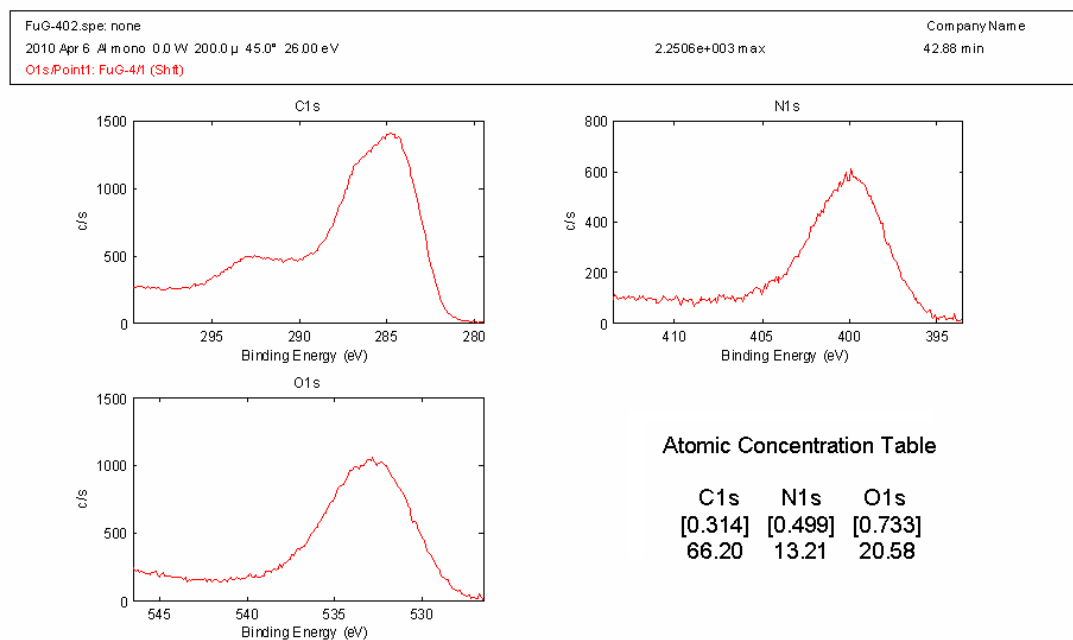 FuG-402.spe: none Company Name
2010 Apr 6 Al mono 0.0 W 200.0 µ 45.0° 26.00 eV 2.2506e+003 max 42.88 min
O1s/Point1: FuG-4/1 (Shft)
C1s N1s
1500 800
1000 600
c/s c/s
500 400
200
0 0
295 290 285 280 410 405 400 395
Binding Energy (eV) Binding Energy (eV)
O1s
1500
1000
c/s
500
0
545 540 535 530
Binding Energy (eV)
Atomic Concentration Table
C1s N1s O1s
[0.314] [0.499] [0.733]
66.20 13.21 20.58